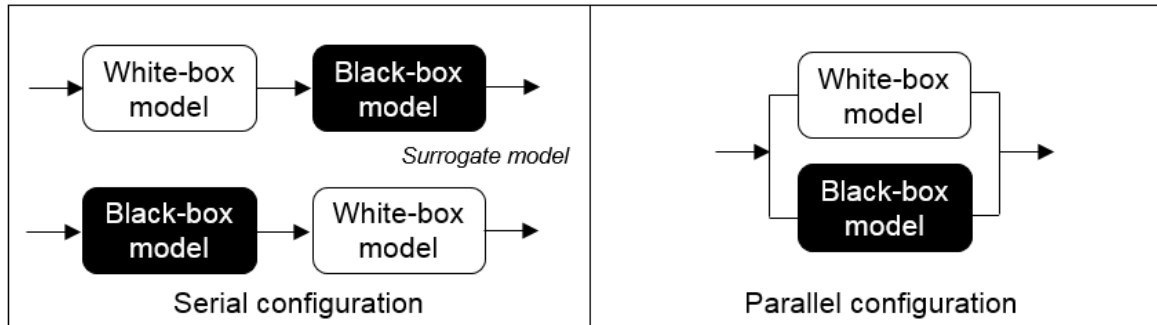 White-box
model
Black-box
model
Surrogate model
Black-box
model
White-box
model
Serial configuration
White-box
model
Black-box
model
Parallel configuration